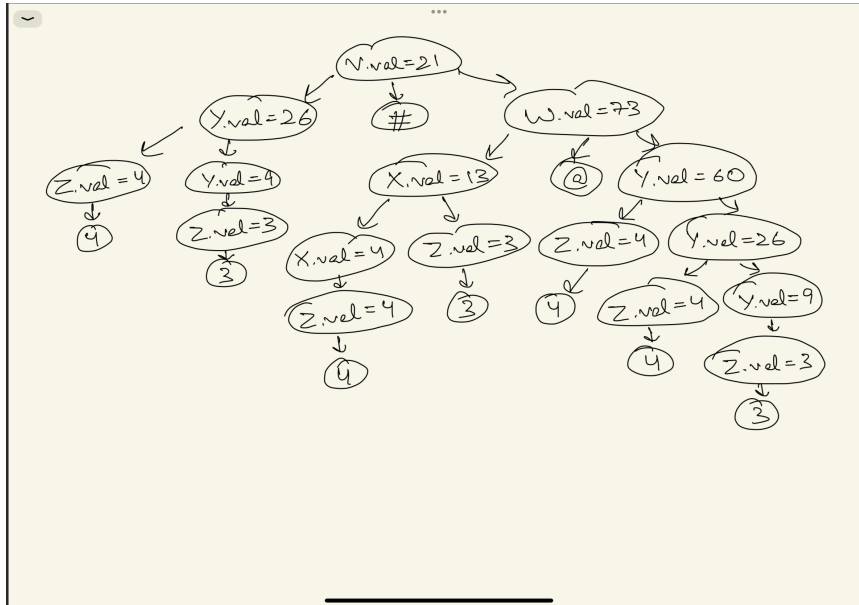 V.val=21
Y.val=26
#
W.val=73
Z.val=4
Y.val=9
X.val=13
@
Y.val=60
4
Z.val=3
X.val=4
Z.val=3
Z.val=4
Y.val=26
3
Z.val=4
3
4
Z.val=4
Y.val=9
4
4
Z.val=3
3